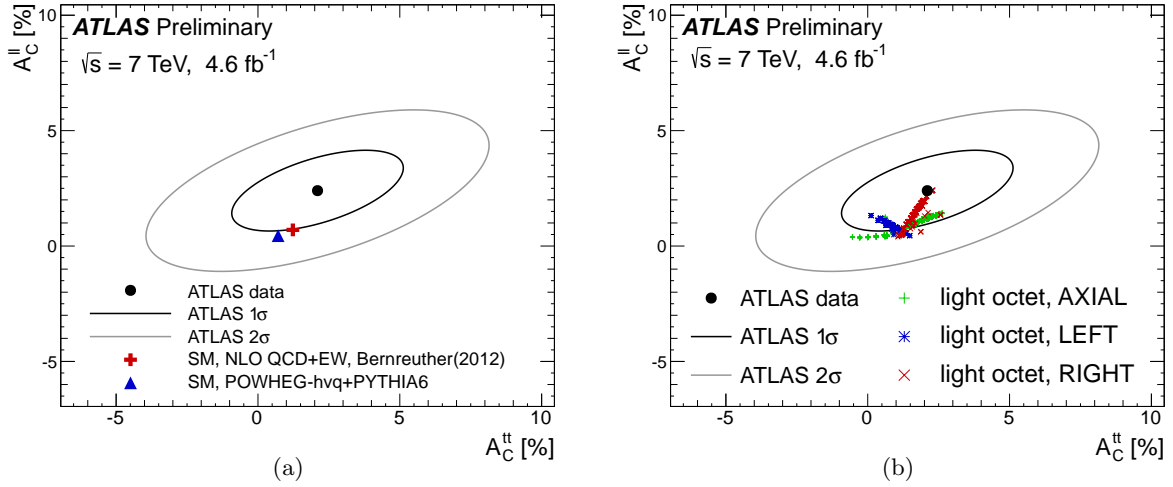 A_C^ll [%]
10
5
0
-5
ATLAS Preliminary
√s = 7 TeV, 4.6 fb⁻¹
ATLAS data
ATLAS 1σ
ATLAS 2σ
SM, NLO QCD+EW, Bernreuther(2012)
SM, POWHEG-hvq+PYTHIA6
-5 0 5 10
A_C^tt [%]
(a)
A_C^ll [%]
10
5
0
-5
ATLAS Preliminary
√s = 7 TeV, 4.6 fb⁻¹
ATLAS data light octet, AXIAL
ATLAS 1σ light octet, LEFT
ATLAS 2σ light octet, RIGHT
-5 0 5 10
A_C^tt [%]
(b)